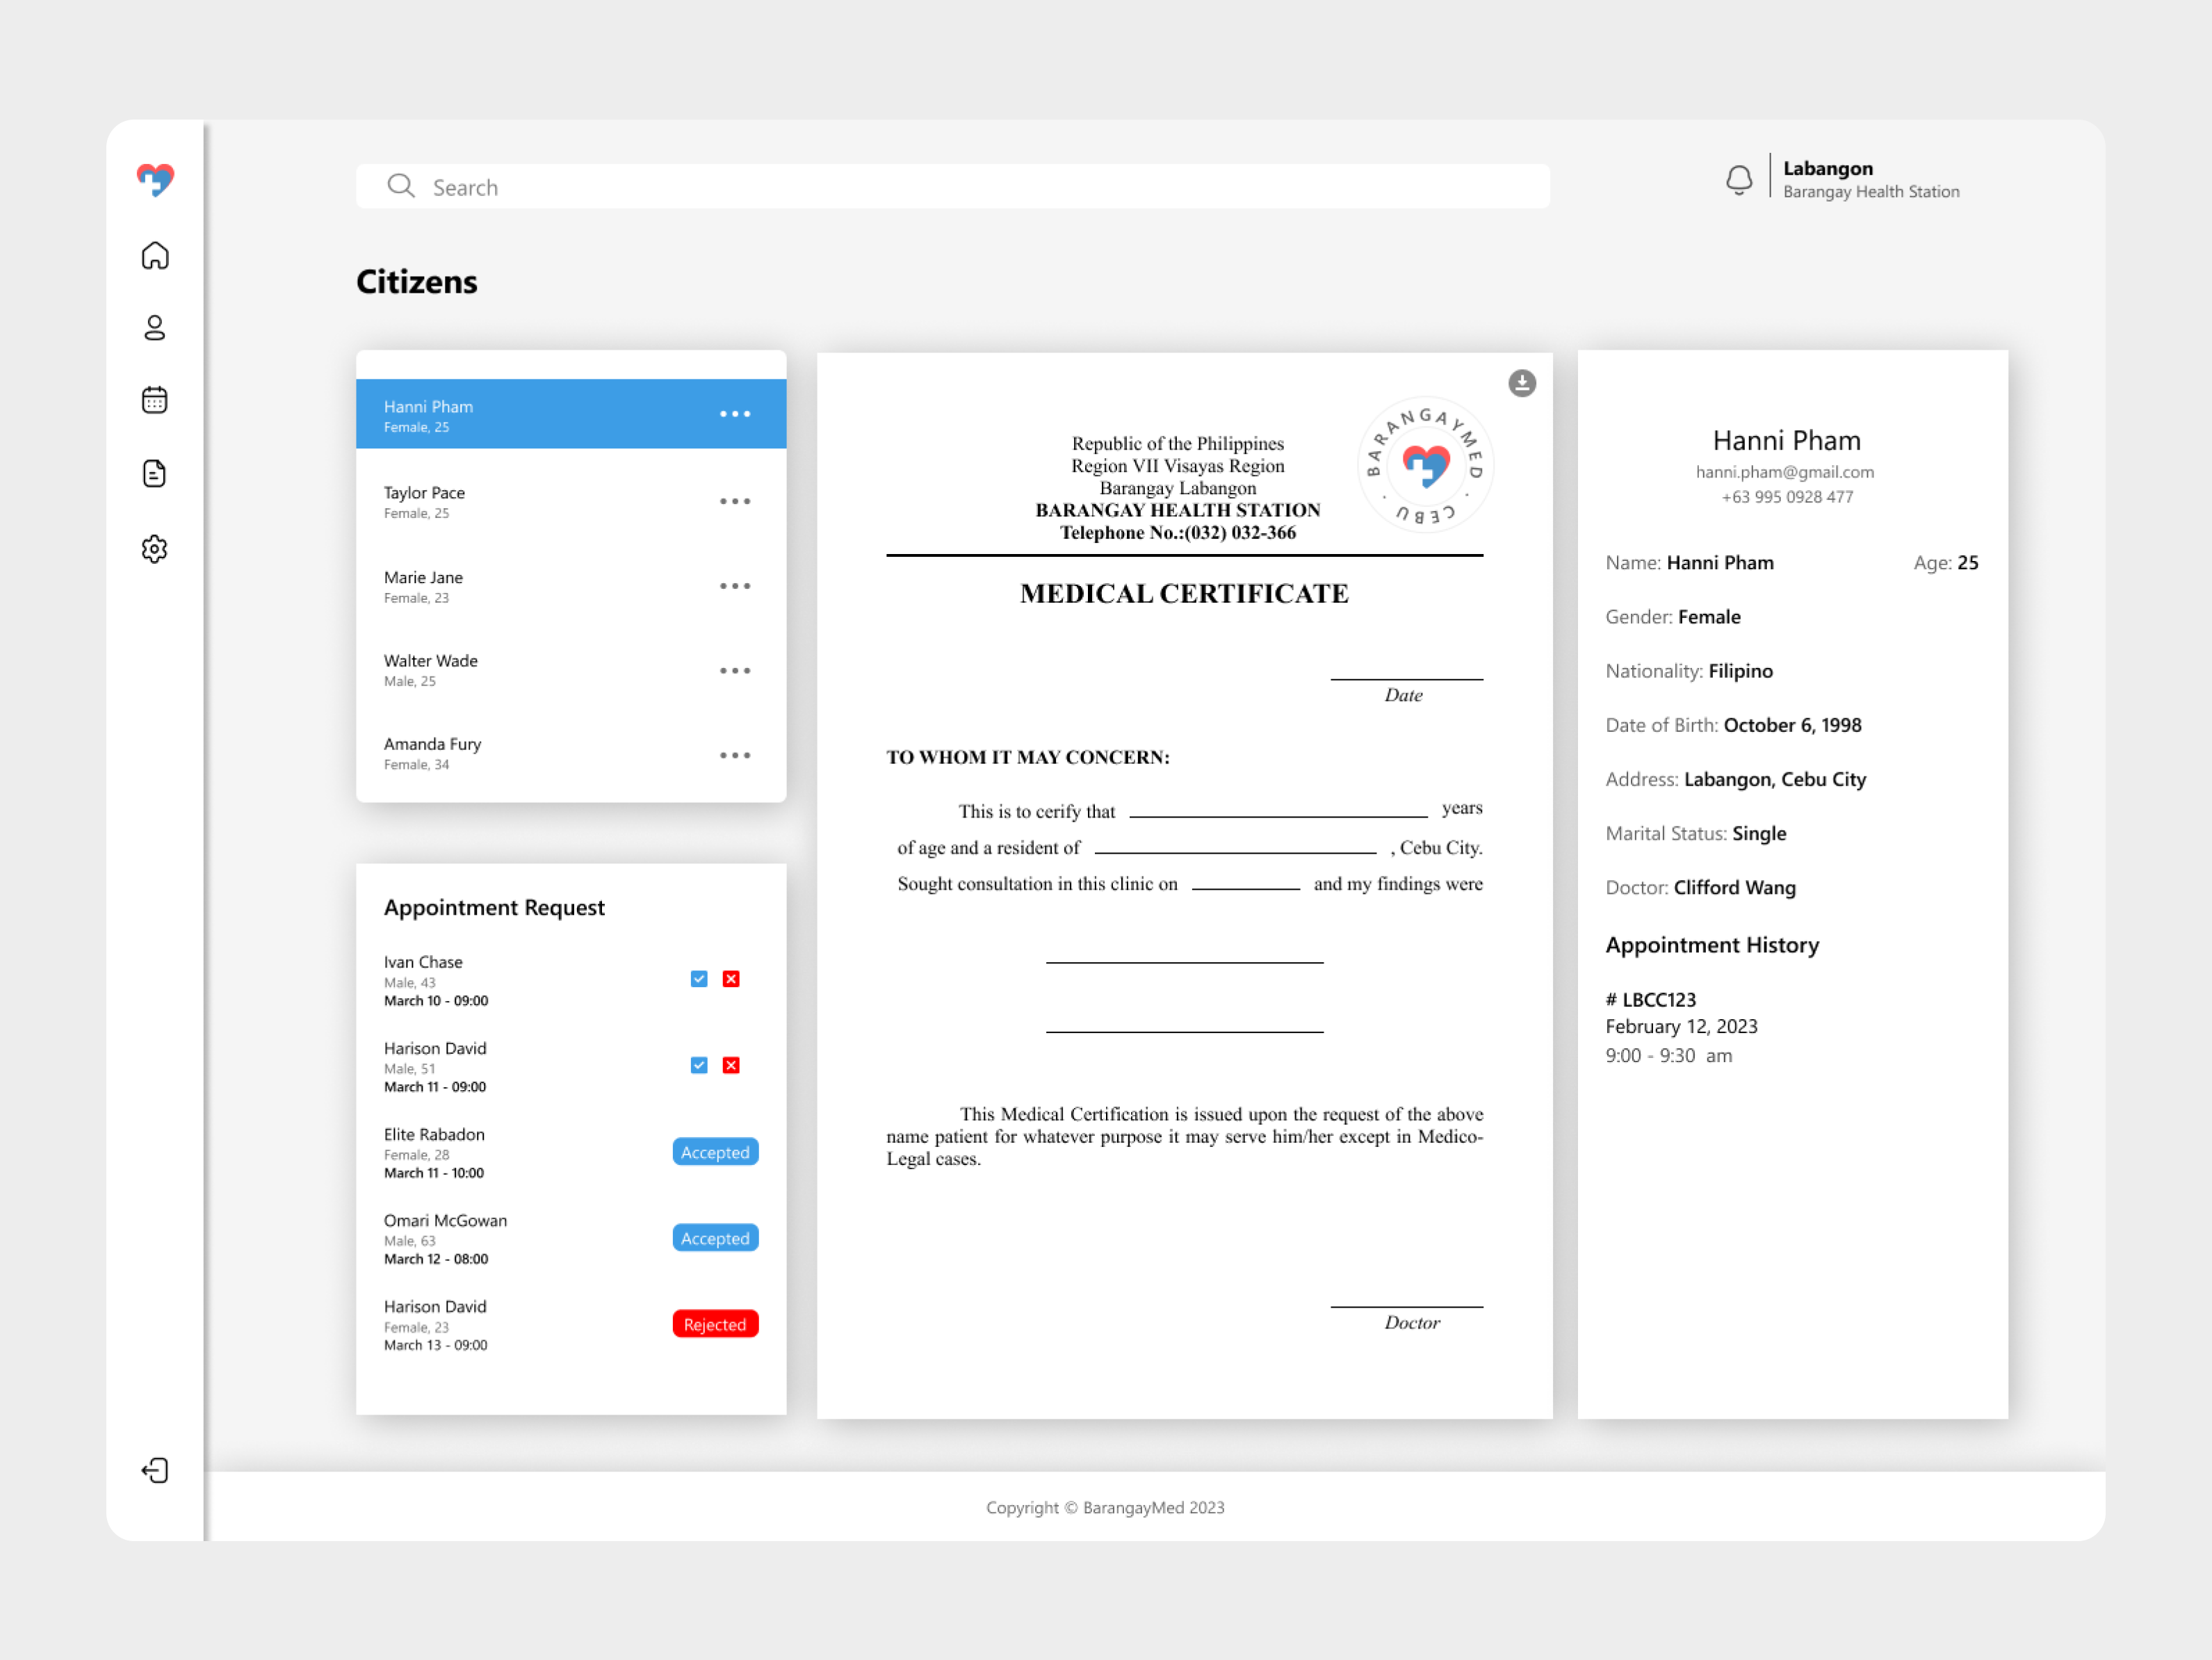 Search
Labangon
Barangay Health Station
Citizens
Hanni Pham
Female, 25
Taylor Pace
Female, 25
Marie Jane
Female, 23
Walter Wade
Male, 25
Amanda Fury
Female, 34
Appointment Request
Ivan Chase
Male, 43
March 10 - 09:00
Harison David
Male, 51
March 11 - 09:00
Elite Rabadon
Female, 28
March 11 - 10:00
Accepted
Omari McGowan
Male, 63
March 12 - 08:00
Accepted
Harison David
Female, 23
March 13 - 09:00
Rejected
Republic of the Philippines
Region VII Visayas Region
Barangay Labangon
BARANGAY HEALTH STATION
Telephone No.:(032) 032-366
BARANGAYMED · CEBU ·
MEDICAL CERTIFICATE
Date
TO WHOM IT MAY CONCERN:
This is to cerify that ____ years
of age and a resident of ____ , Cebu City.
Sought consultation in this clinic on ____ and my findings were
This Medical Certification is issued upon the request of the above
name patient for whatever purpose it may serve him/her except in Medico-
Legal cases.
Doctor
Hanni Pham
hanni.pham@gmail.com
+63 995 0928 477
Name: Hanni Pham Age: 25
Gender: Female
Nationality: Filipino
Date of Birth: October 6, 1998
Address: Labangon, Cebu City
Marital Status: Single
Doctor: Clifford Wang
Appointment History
# LBCC123
February 12, 2023
9:00 - 9:30 am
Copyright © BarangayMed 2023